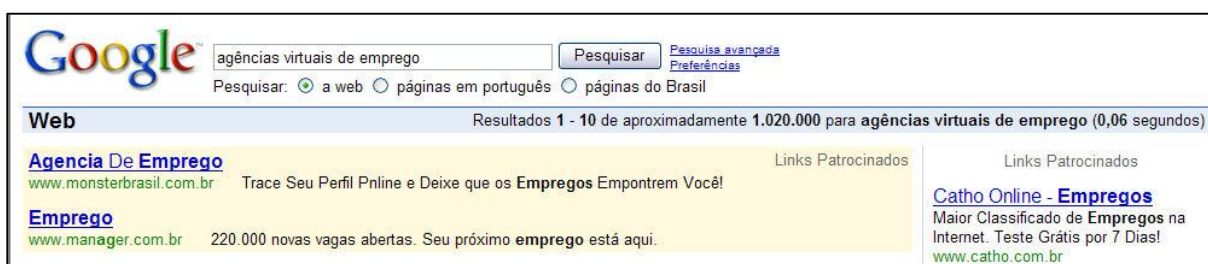 Google™
agências virtuais de emprego
Pesquisar
Pesquisa avançada
Preferências
Pesquisar: a web páginas em português páginas do Brasil
Web
Resultados 1 - 10 de aproximadamente 1.020.000 para agências virtuais de emprego (0,06 segundos)
Agencia De Emprego
Links Patrocinados
www.monsterbrasil.com.br Trace Seu Perfil Pnline e Deixe que os Empregos Empontrem Você!
Emprego
www.manager.com.br 220.000 novas vagas abertas. Seu próximo emprego está aqui.
Links Patrocinados
Catho Online - Empregos
Maior Classificado de Empregos na
Internet. Teste Grátis por 7 Dias!
www.catho.com.br